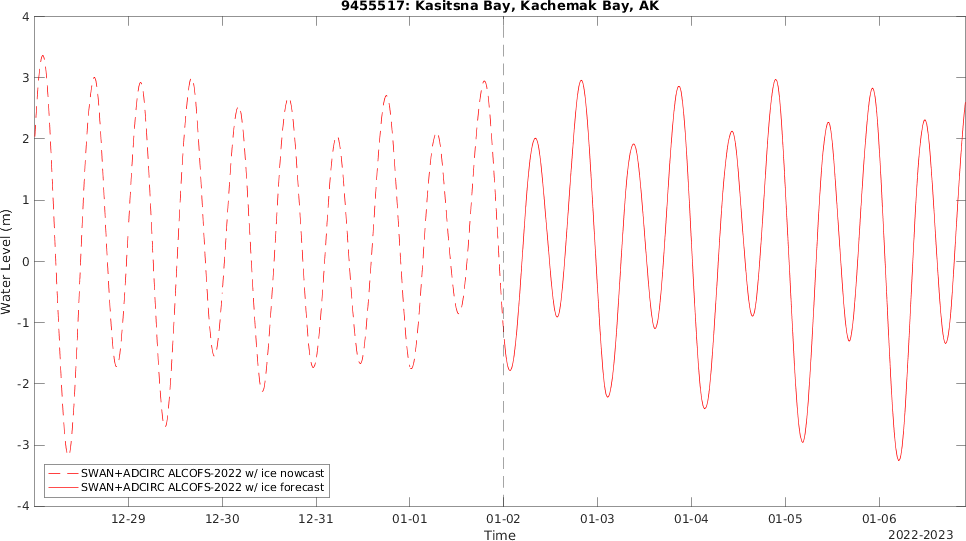 9455517: Kasitsna Bay, Kachemak Bay, AK
4
3
2
1
0
-1
-2
-3
-4
Water Level (m)
SWAN+ADCIRC ALCOFS-2022 w/ ice nowcast
SWAN+ADCIRC ALCOFS-2022 w/ ice forecast
12-29 12-30 12-31 01-01 01-02 01-03 01-04 01-05 01-06
Time
2022-2023